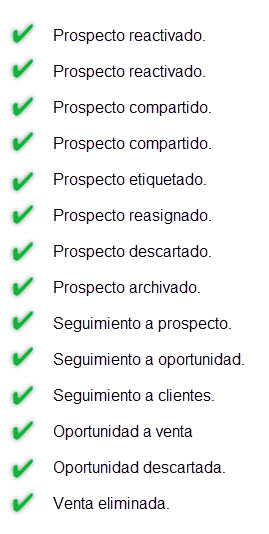 Prospecto reactivado.
Prospecto reactivado.
Prospecto compartido.
Prospecto compartido.
Prospecto etiquetado.
Prospecto reasignado.
Prospecto descartado.
Prospecto archivado.
Seguimiento a prospecto.
Seguimiento a oportunidad.
Seguimiento a clientes.
Oportunidad a venta
Oportunidad descartada.
Venta eliminada.